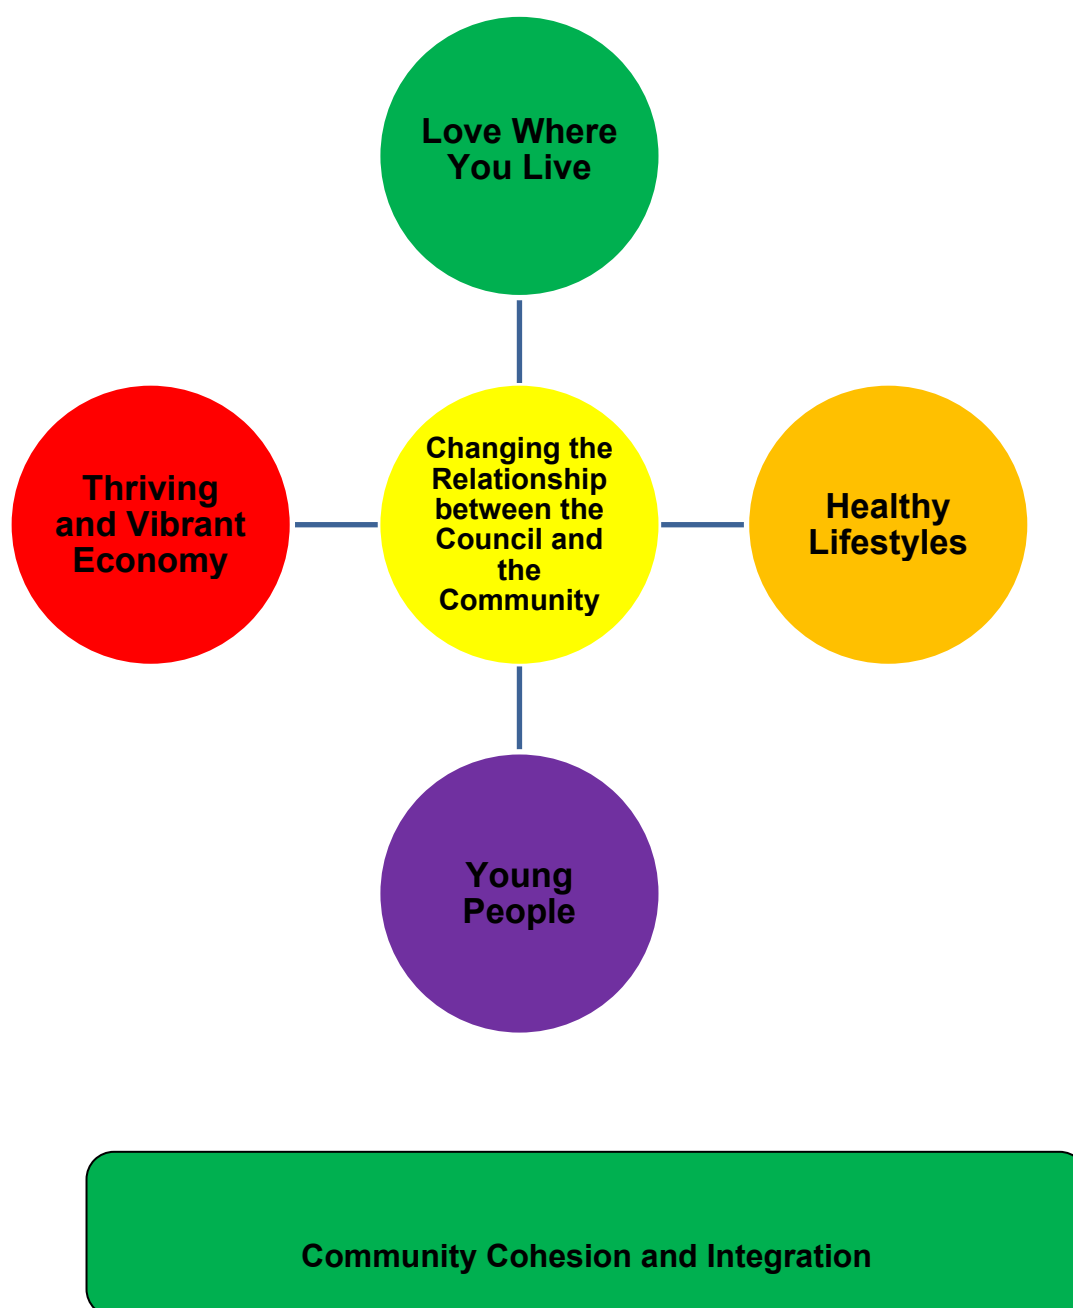 Love Where
You Live
Thriving
and Vibrant
Economy
Changing the
Relationship
between the
Council and
the
Community
Healthy
Lifestyles
Young
People
Community Cohesion and Integration